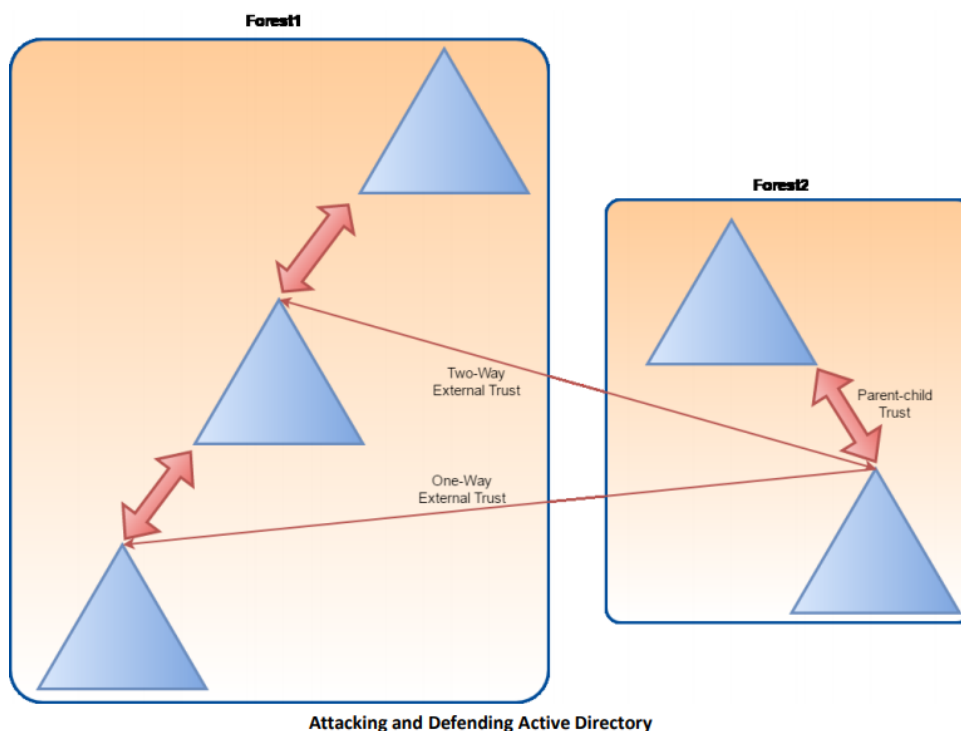 Forest1
Forest2
Two-Way
External Trust
Parent-child
Trust
One-Way
External Trust
Attacking and Defending Active Directory